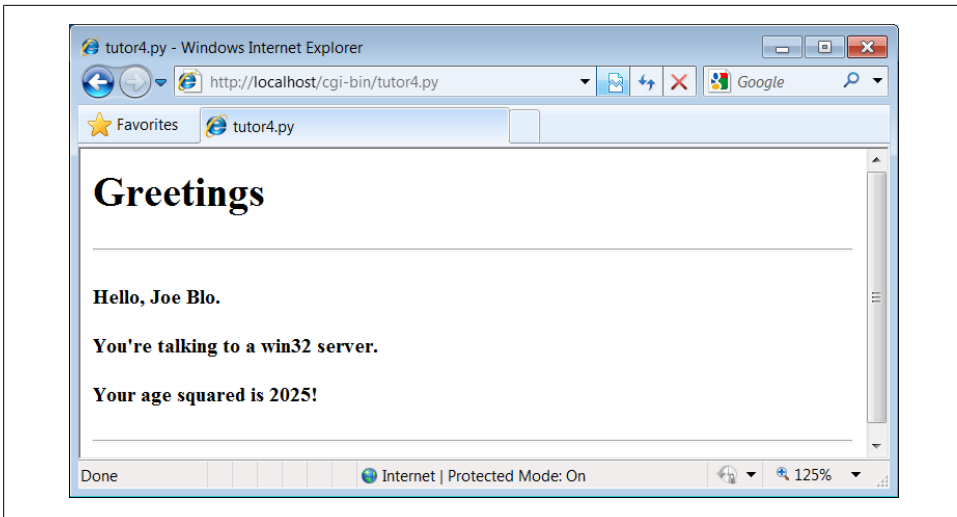 tutor4.py - Windows Internet Explorer
http://localhost/cgi-bin/tutor4.py
Google
Favorites
tutor4.py
Greetings
Hello, Joe Blo.
You're talking to a win32 server.
Your age squared is 2025!
Done
Internet | Protected Mode: On
125%